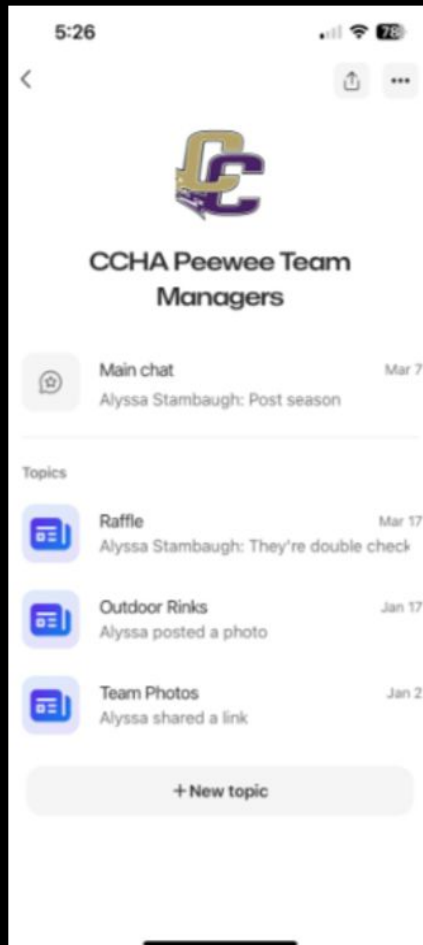 5:26
78
CC
CCHA Peewee Team
Managers
Main chat
Mar 7
Alyssa Stambaugh: Post season
Topics
Raffle
Mar 17
Alyssa Stambaugh: They're double check
Outdoor Rinks
Jan 17
Alyssa posted a photo
Team Photos
Jan 2
Alyssa shared a link
+ New topic